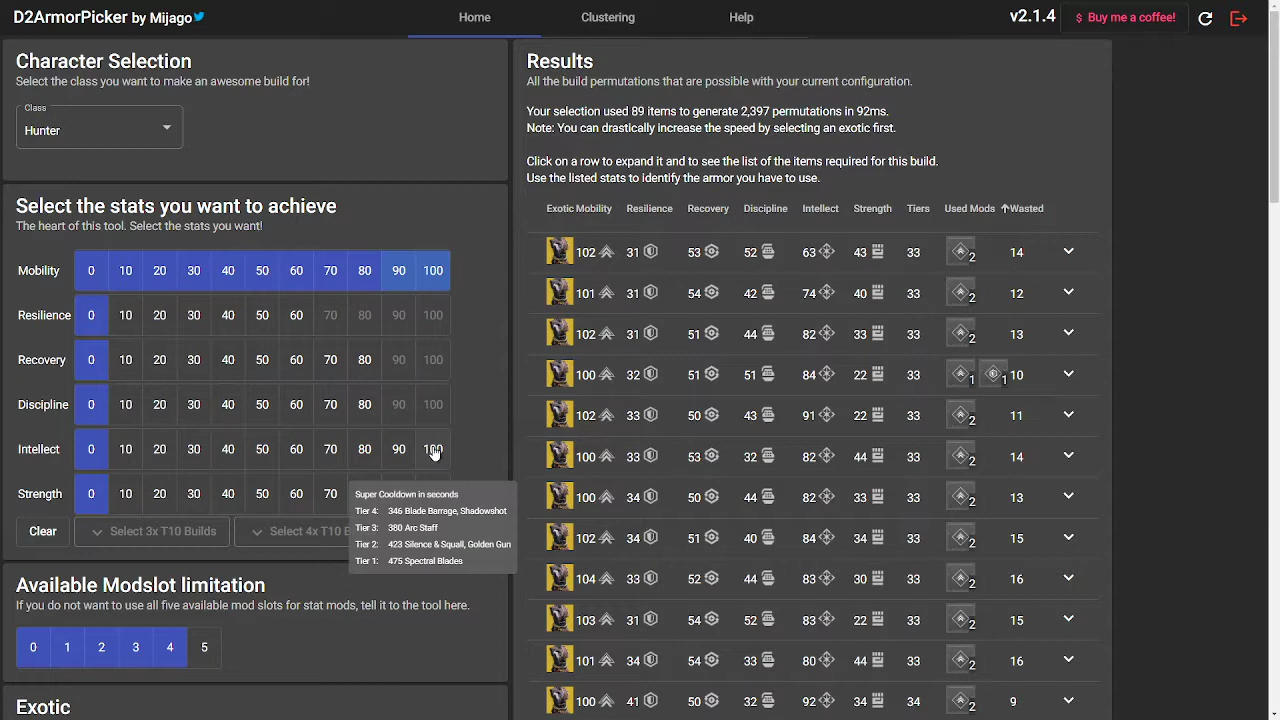 D2ArmorPicker by Mijago
Home
Clustering
Help
v2.1.4
$ Buy me a coffee!
Character Selection
Select the class you want to make an awesome build for!
Class
Hunter
Select the stats you want to achieve
The heart of this tool. Select the stats you want!
Mobility 0 10 20 30 40 50 60 70 80 90 100
Resilience 0 10 20 30 40 50 60 70 80 90 100
Recovery 0 10 20 30 40 50 60 70 80 90 100
Discipline 0 10 20 30 40 50 60 70 80 90 100
Intellect 0 10 20 30 40 50 60 70 80 90 100
Strength 0 10 20 30 40 50 60 70
Super Cooldown in seconds
Tier 4: 346 Blade Barrage, Shadowshot
Tier 3: 380 Arc Staff
Tier 2: 423 Silence & Squall, Golden Gun
Tier 1: 475 Spectral Blades
Clear
Select 3x T10 Builds
Select 4x T10 B
Available Modslot limitation
If you do not want to use all five available mod slots for stat mods, tell it to the tool here.
0 1 2 3 4 5
Exotic
Results
All the build permutations that are possible with your current configuration.
Your selection used 89 items to generate 2,397 permutations in 92ms.
Note: You can drastically increase the speed by selecting an exotic first.
Click on a row to expand it and to see the list of the items required for this build.
Use the listed stats to identify the armor you have to use.
Exotic Mobility Resilience Recovery Discipline Intellect Strength Tiers Used Mods Wasted
102 31 53 52 63 43 33 2 14
101 31 54 42 74 40 33 2 12
102 31 51 44 82 33 33 2 13
100 32 51 51 84 22 33 1 1 10
102 33 50 43 91 22 33 2 11
100 33 53 32 82 44 33 2 14
100 34 50 44 82 33 33 2 13
102 34 51 40 84 34 33 2 15
104 33 52 44 83 30 33 2 16
103 31 54 52 83 22 33 2 15
101 34 54 33 80 44 33 2 16
100 41 50 32 92 34 34 2 9